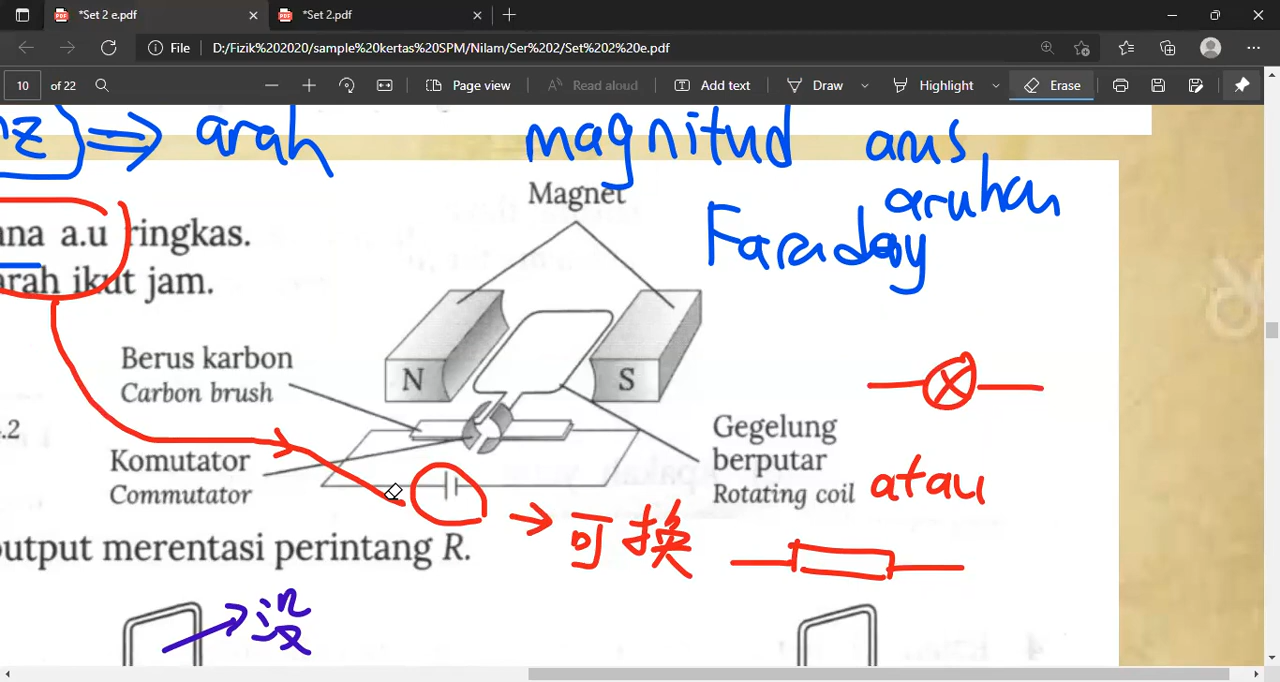 *Set 2 e.pdf
*Set 2.pdf
File D:/Fizik%202020/sample%20kertas%20SPM/Nilam/Ser%202/Set%202%20e.pdf
10 of 22 Page view Read aloud Add text Draw Highlight Erase
nz ⇒ arah magnitud arus
aruhan
Faraday
Magnet
ana a.u ringkas.
arah ikut jam.
Berus karbon
Carbon brush
N
S
.2
Komutator
Commutator
Gegelung
berputar
Rotating coil
atau
→ 可换
output merentasi perintang R.
没